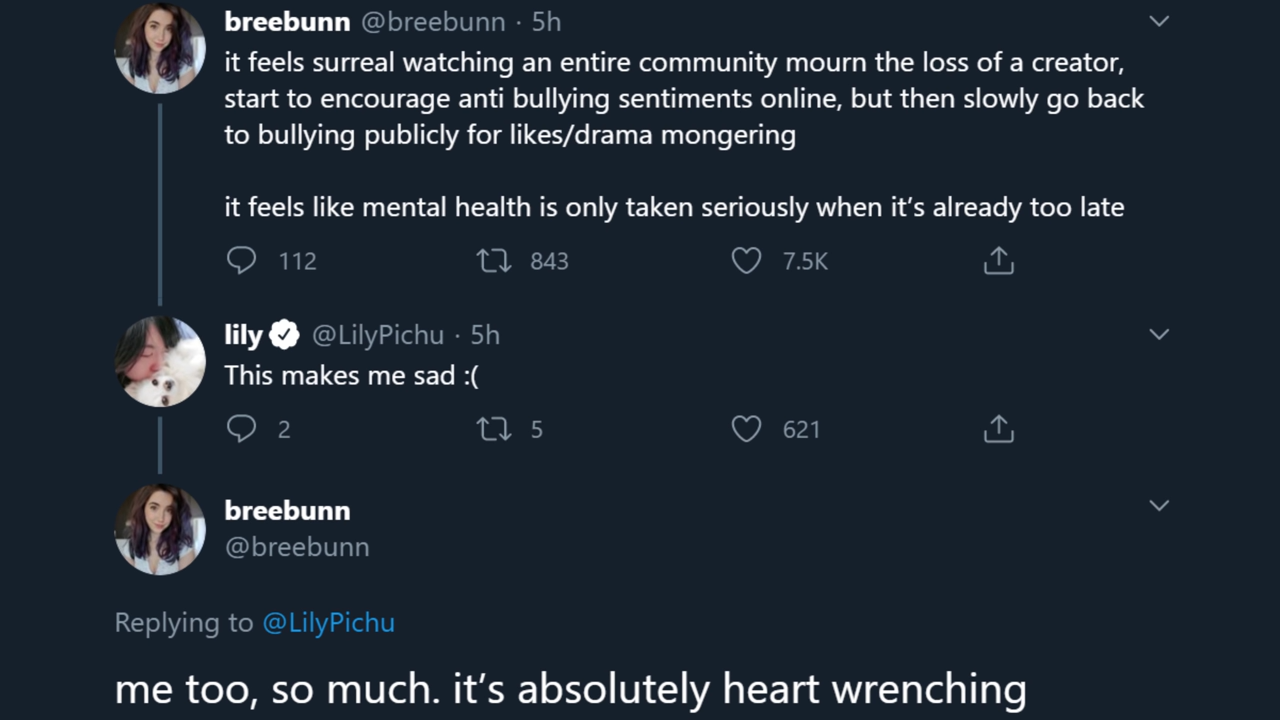 breebunn @breebunn · 5h
it feels surreal watching an entire community mourn the loss of a creator,
start to encourage anti bullying sentiments online, but then slowly go back
to bullying publicly for likes/drama mongering
it feels like mental health is only taken seriously when it’s already too late
112 843 7.5K
lily @LilyPichu · 5h
This makes me sad :(
2 5 621
breebunn
@breebunn
Replying to @LilyPichu
me too, so much. it’s absolutely heart wrenching